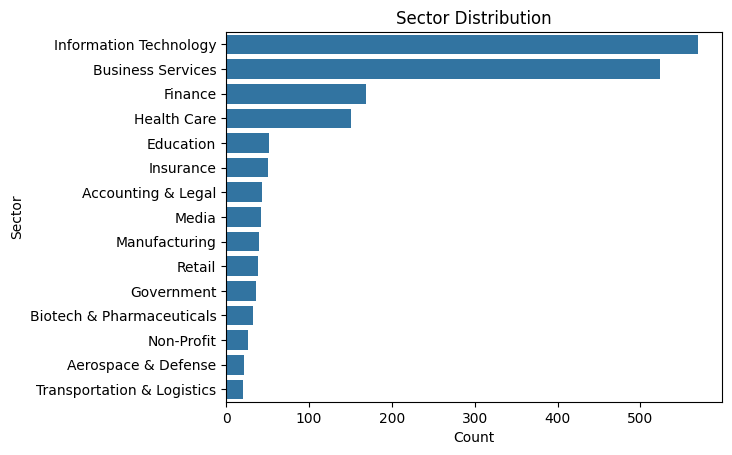 Sector Distribution
Information Technology
Business Services
Finance
Health Care
Education
Insurance
Accounting & Legal
Media
Manufacturing
Retail
Government
Biotech & Pharmaceuticals
Non-Profit
Aerospace & Defense
Transportation & Logistics
Sector
0 100 200 300 400 500
Count